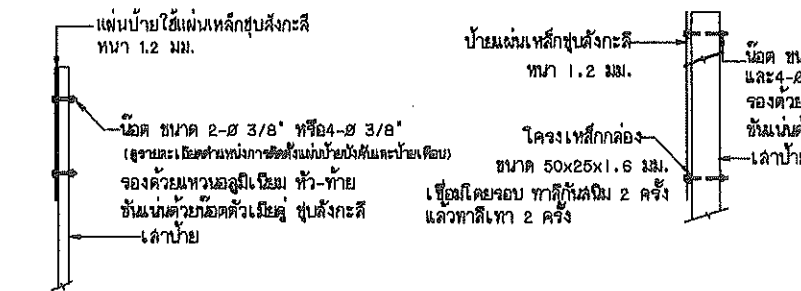 แผ่นป้ายใช้แผ่นเหล็กชุบสังกะสี
หนา 1.2 มม.
น๊อต ขนาด 2-Ø 3/8" หรือ4-Ø 3/8"
(ดูรายละเอียดตำแหน่งการติดตั้งแผ่นป้ายบังคับและป้ายเตือน)
รองด้วยแหวนอลูมิเนียม หัว-ท้าย
ขันแน่นด้วยน๊อตตัวเมียคู่ ชุบสังกะสี
เสาป้าย
ป้ายแผ่นเหล็กชุบสังกะสี
หนา 1.2 มม.
โครงเหล็กกล่อง
ขนาด 50x25x1.6 มม.
เชื่อมโดยรอบ ทาสีกันสนิม 2 ครั้ง
แล้วทาสีเทา 2 ครั้ง
น๊อต
และ4-Ø
รองด้วย
ขันแน่น
เสาป้าย